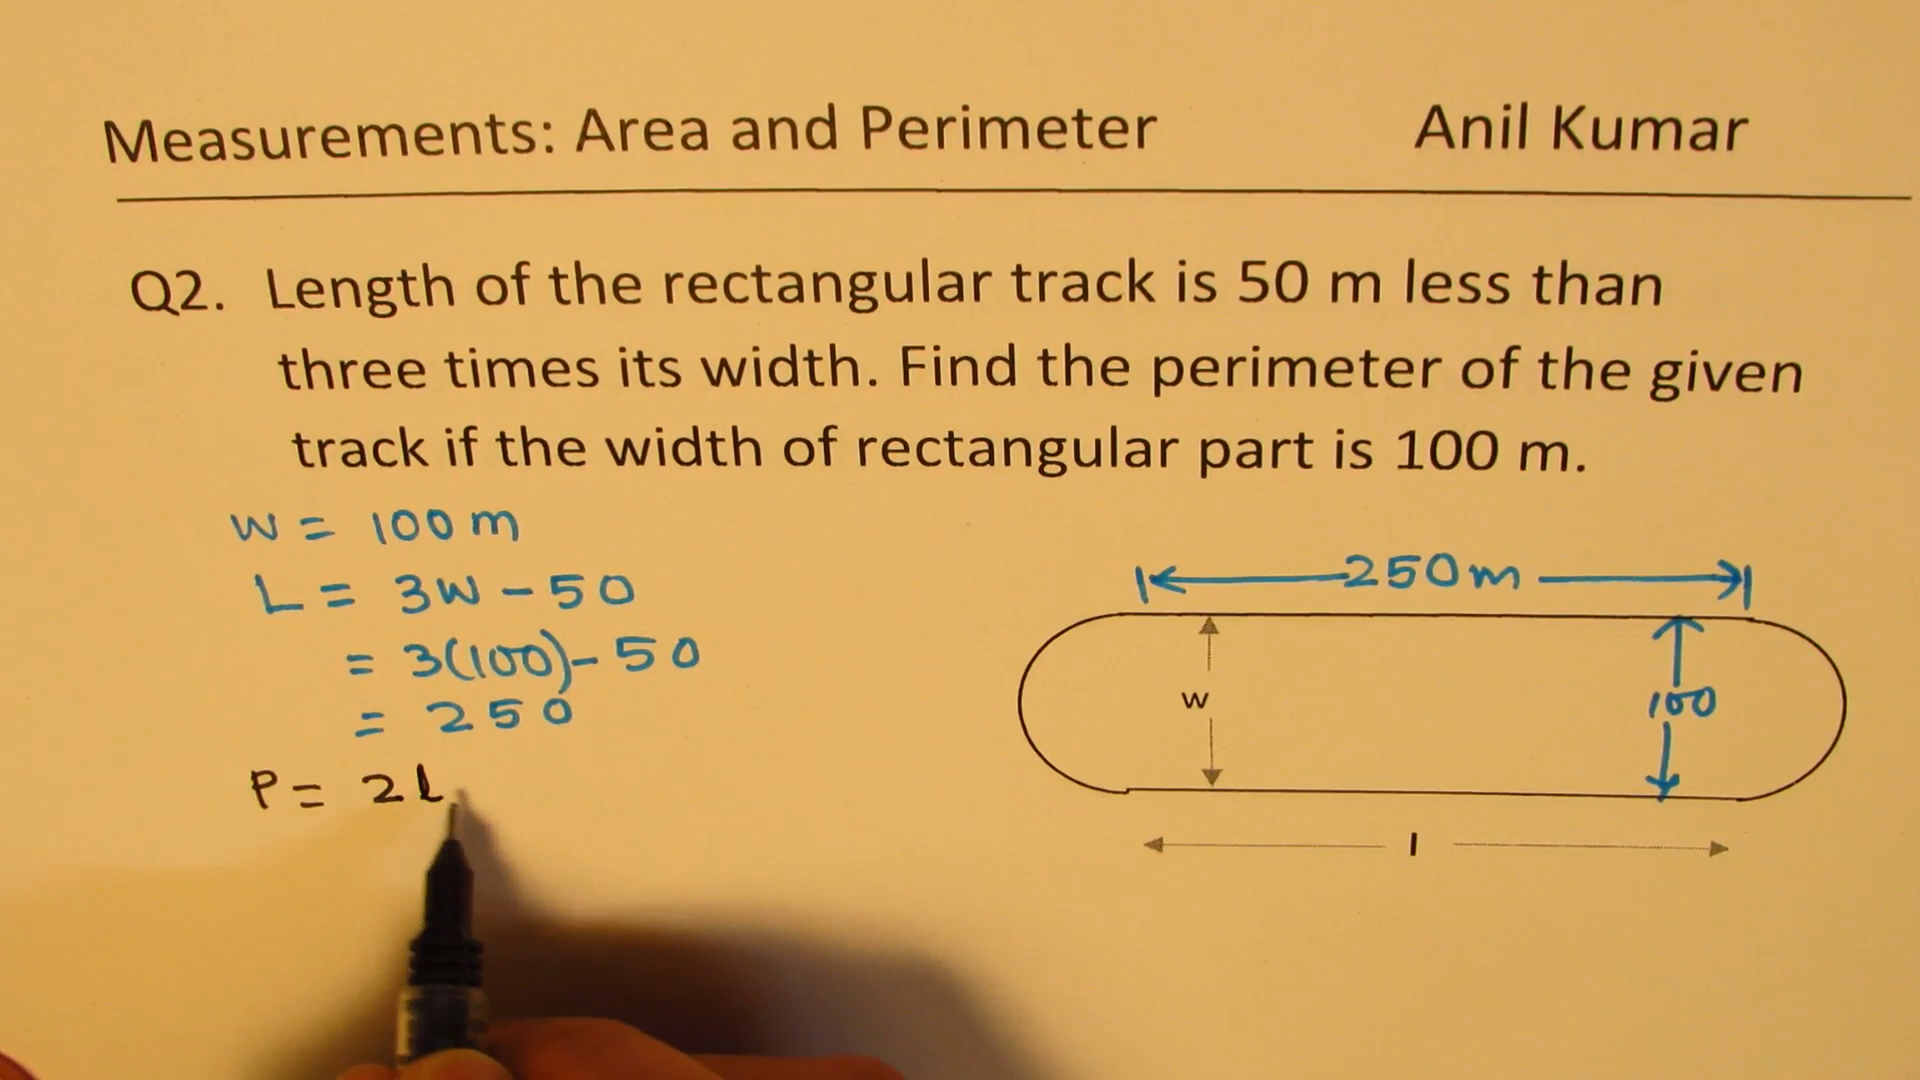 Measurements: Area and Perimeter Anil Kumar
Q2. Length of the rectangular track is 50 m less than
three times its width. Find the perimeter of the given
track if the width of rectangular part is 100 m.
W = 100 m
L = 3W - 50
= 3(100) - 50
= 250
P = 2L
250m
w
100
l